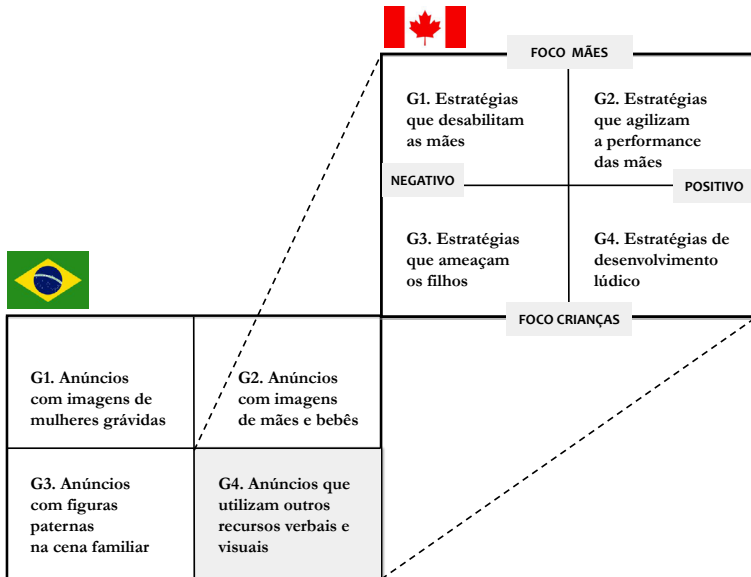 FOCO MÃES
G1. Estratégias
que desabilitam
as mães
G2. Estratégias
que agilizam
a performance
das mães
NEGATIVO
POSITIVO
G3. Estratégias
que ameaçam
os filhos
G4. Estratégias de
desenvolvimento
lúdico
FOCO CRIANÇAS
G1. Anúncios
com imagens de
mulheres grávidas
G2. Anúncios
com imagens
de mães e bebês
G3. Anúncios
com figuras
paternas
na cena familiar
G4. Anúncios que
utilizam outros
recursos verbais e
visuais